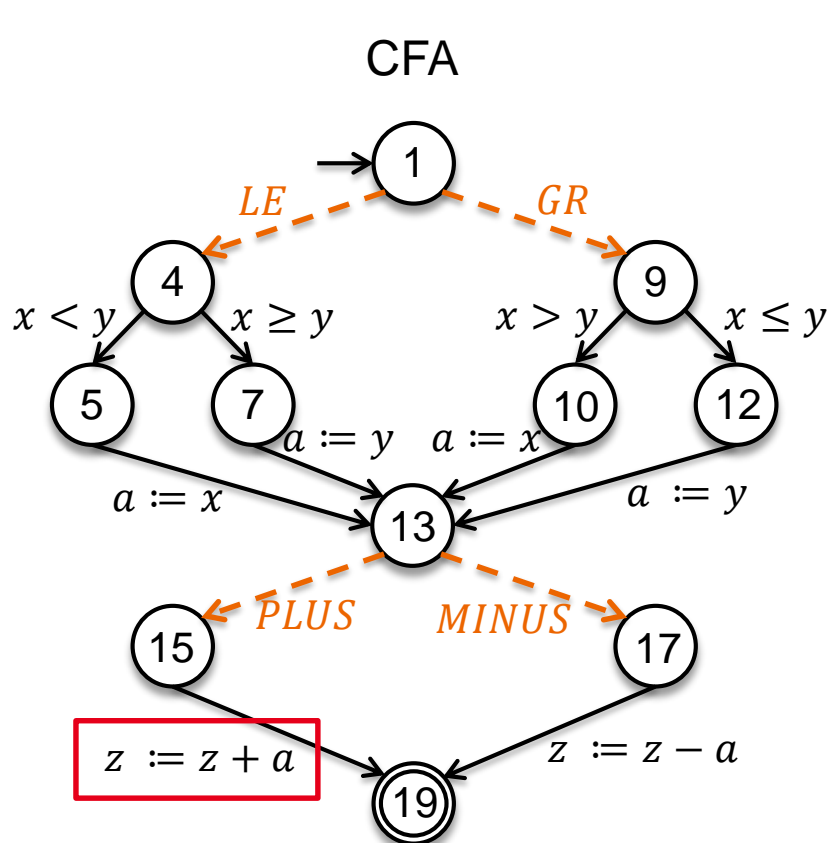 CFA
1
LE GR
4 9
x < y x ≥ y x > y x ≤ y
5 7 10 12
a ≔ y a ≔ x
a ≔ x a ≔ y
13
PLUS MINUS
15 17
z ≔ z + a z ≔ z − a
19